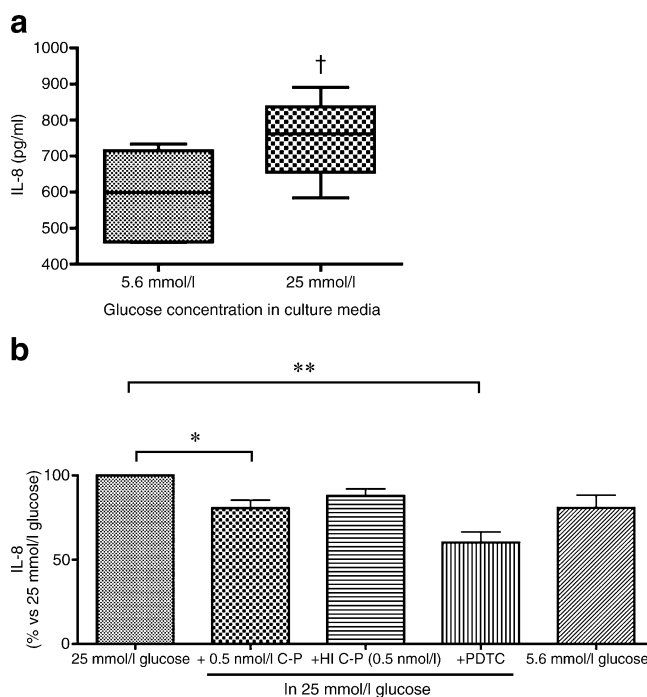 a
1000
900
800
700
600
500
400
IL-8 (pg/ml)
†
5.6 mmol/l 25 mmol/l
Glucose concentration in culture media
b
**
*
100
50
0
IL-8
(% vs 25 mmol/l glucose)
25 mmol/l glucose + 0.5 nmol/l C-P +HI C-P (0.5 nmol/l) +PDTC 5.6 mmol/l glucose
In 25 mmol/l glucose